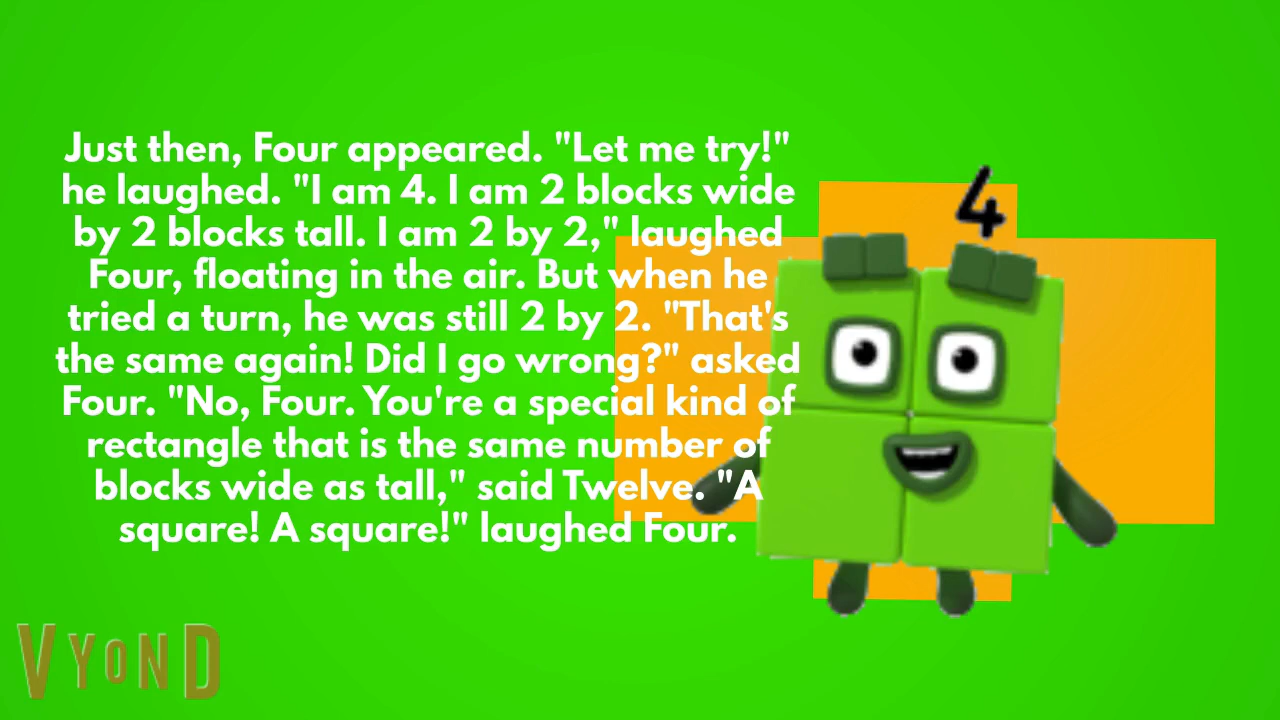 Just then, Four appeared. "Let me try!"
he laughed. "I am 4. I am 2 blocks wide
by 2 blocks tall. I am 2 by 2," laughed
Four, floating in the air. But when he
tried a turn, he was still 2 by 2. "That's
the same again! Did I go wrong?" asked
Four. "No, Four. You're a special kind of
rectangle that is the same number of
blocks wide as tall," said Twelve. "A
square! A square!" laughed Four.
4
VYOND